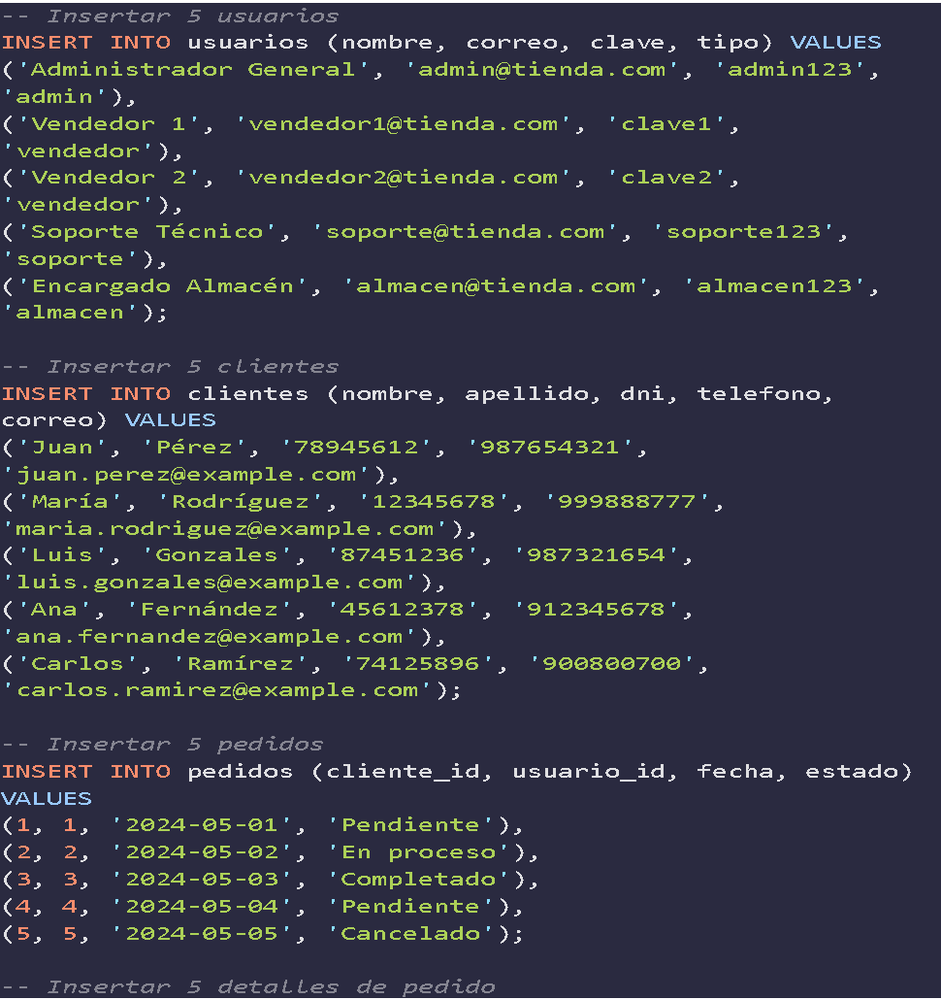 -- Insertar 5 usuarios
INSERT INTO usuarios (nombre, correo, clave, tipo) VALUES
('Administrador General', 'admin@tienda.com', 'admin123',
'admin'),
('Vendedor 1', 'vendedor1@tienda.com', 'clave1',
'vendedor'),
('Vendedor 2', 'vendedor2@tienda.com', 'clave2',
'vendedor'),
('Soporte Técnico', 'soporte@tienda.com', 'soporte123',
'soporte'),
('Encargado Almacén', 'almacen@tienda.com', 'almacen123',
'almacen');

-- Insertar 5 clientes
INSERT INTO clientes (nombre, apellido, dni, telefono,
correo) VALUES
('Juan', 'Pérez', '78945612', '987654321',
'juan.perez@example.com'),
('María', 'Rodríguez', '12345678', '999888777',
'maria.rodriguez@example.com'),
('Luis', 'Gonzales', '87451236', '987321654',
'luis.gonzales@example.com'),
('Ana', 'Fernández', '45612378', '912345678',
'ana.fernandez@example.com'),
('Carlos', 'Ramírez', '74125896', '900800700',
'carlos.ramirez@example.com');

-- Insertar 5 pedidos
INSERT INTO pedidos (cliente_id, usuario_id, fecha, estado)
VALUES
(1, 1, '2024-05-01', 'Pendiente'),
(2, 2, '2024-05-02', 'En proceso'),
(3, 3, '2024-05-03', 'Completado'),
(4, 4, '2024-05-04', 'Pendiente'),
(5, 5, '2024-05-05', 'Cancelado');

-- Insertar 5 detalles de pedido